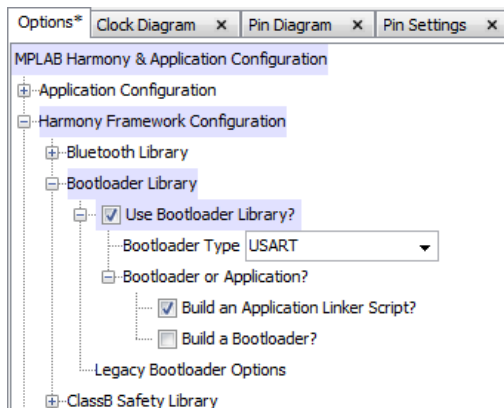 Options* Clock Diagram x Pin Diagram x Pin Settings x
MPLAB Harmony & Application Configuration
Application Configuration
Harmony Framework Configuration
Bluetooth Library
Bootloader Library
Use Bootloader Library?
Bootloader Type USART
Bootloader or Application?
Build an Application Linker Script?
Build a Bootloader?
Legacy Bootloader Options
ClassB Safety Library